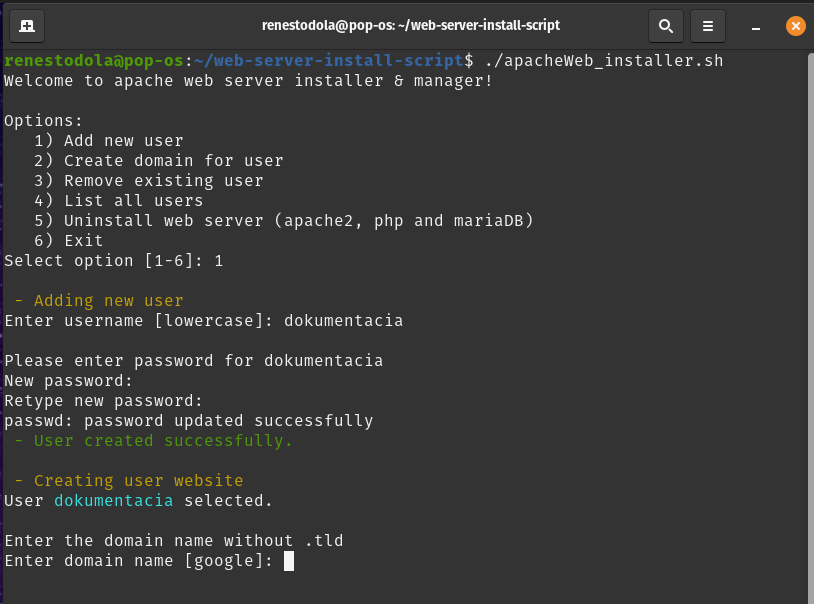 renestodola@pop-os: ~/web-server-install-script
renestodola@pop-os:~/web-server-install-script$ ./apacheWeb_installer.sh
Welcome to apache web server installer & manager!
Options:
1) Add new user
2) Create domain for user
3) Remove existing user
4) List all users
5) Uninstall web server (apache2, php and mariaDB)
6) Exit
Select option [1-6]: 1
- Adding new user
Enter username [lowercase]: dokumentacia
Please enter password for dokumentacia
New password:
Retype new password:
passwd: password updated successfully
- User created successfully.
- Creating user website
User dokumentacia selected.
Enter the domain name without .tld
Enter domain name [google]: